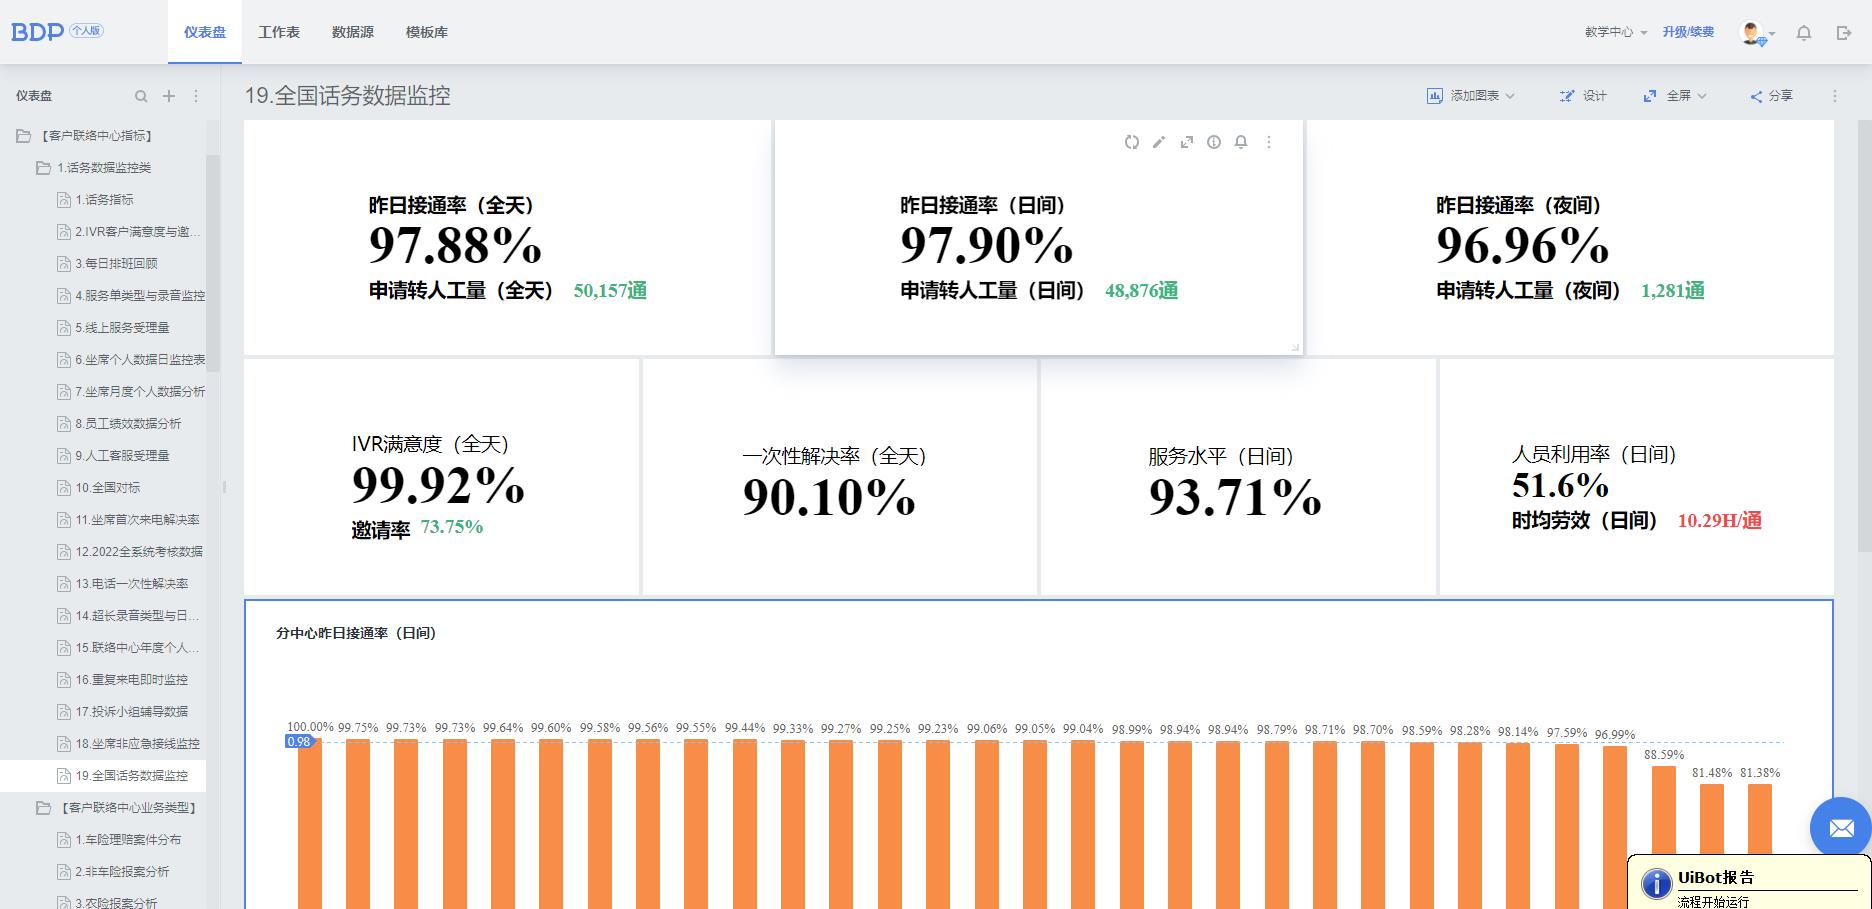 BDP 个人版 仪表盘 工作表 数据源 模板库 教学中心 升级/续费
仪表盘
【客户联络中心指标】
1.话务数据监控类
1.话务指标
2.IVR客户满意度与邀...
3.每日排班回顾
4.服务单类型与录音监控
5.线上服务受理量
6.坐席个人数据日监控表
7.坐席月度个人数据分析
8.员工绩效数据分析
9.人工客服受理量
10.全国对标
11.坐席首次来电解决率
12.2022全系统考核数据
13.电话一次性解决率
14.超长录音类型与日...
15.联络中心年度个人...
16.重复来电即时监控
17.投诉小组辅导数据
18.坐席非应急接线监控
19.全国话务数据监控
【客户联络中心业务类型】
1.车险理赔案件分布
2.非车险报案分析
3.农险报案分析
19.全国话务数据监控 添加图表 设计 全屏 分享
昨日接通率（全天）
97.88%
申请转人工量（全天） 50,157通
昨日接通率（日间）
97.90%
申请转人工量（日间） 48,876通
昨日接通率（夜间）
96.96%
申请转人工量（夜间） 1,281通
IVR满意度（全天）
99.92%
邀请率 73.75%
一次性解决率（全天）
90.10%
服务水平（日间）
93.71%
人员利用率（日间）
51.6%
时均劳效（日间） 10.29H/通
分中心昨日接通率（日间）
100.00% 99.75% 99.73% 99.73% 99.64% 99.60% 99.58% 99.56% 99.55% 99.44% 99.33% 99.27% 99.25% 99.23% 99.06% 99.05% 99.04% 98.99% 98.94% 98.94% 98.79% 98.71% 98.70% 98.59% 98.28% 98.14% 97.59% 96.99% 88.59% 81.48% 81.38%
0.98
UiBot报告
流程开始运行